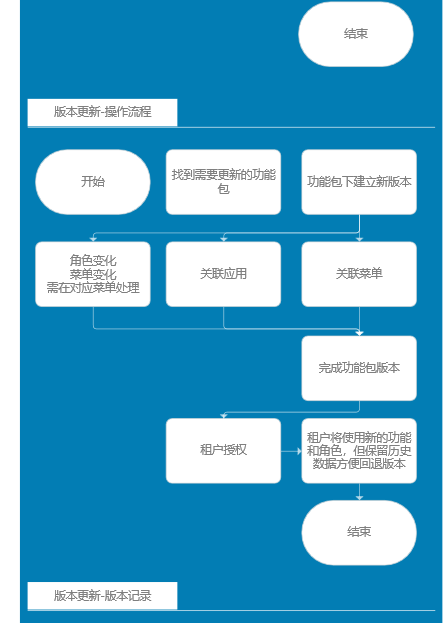 结束
版本更新-操作流程
开始
找到需要更新的功能
包
功能包下建立新版本
角色变化
菜单变化
需在对应菜单处理
关联应用
关联菜单
完成功能包版本
租户授权
租户将使用新的功能
和角色，但保留历史
数据方便回退版本
结束
版本更新-版本记录